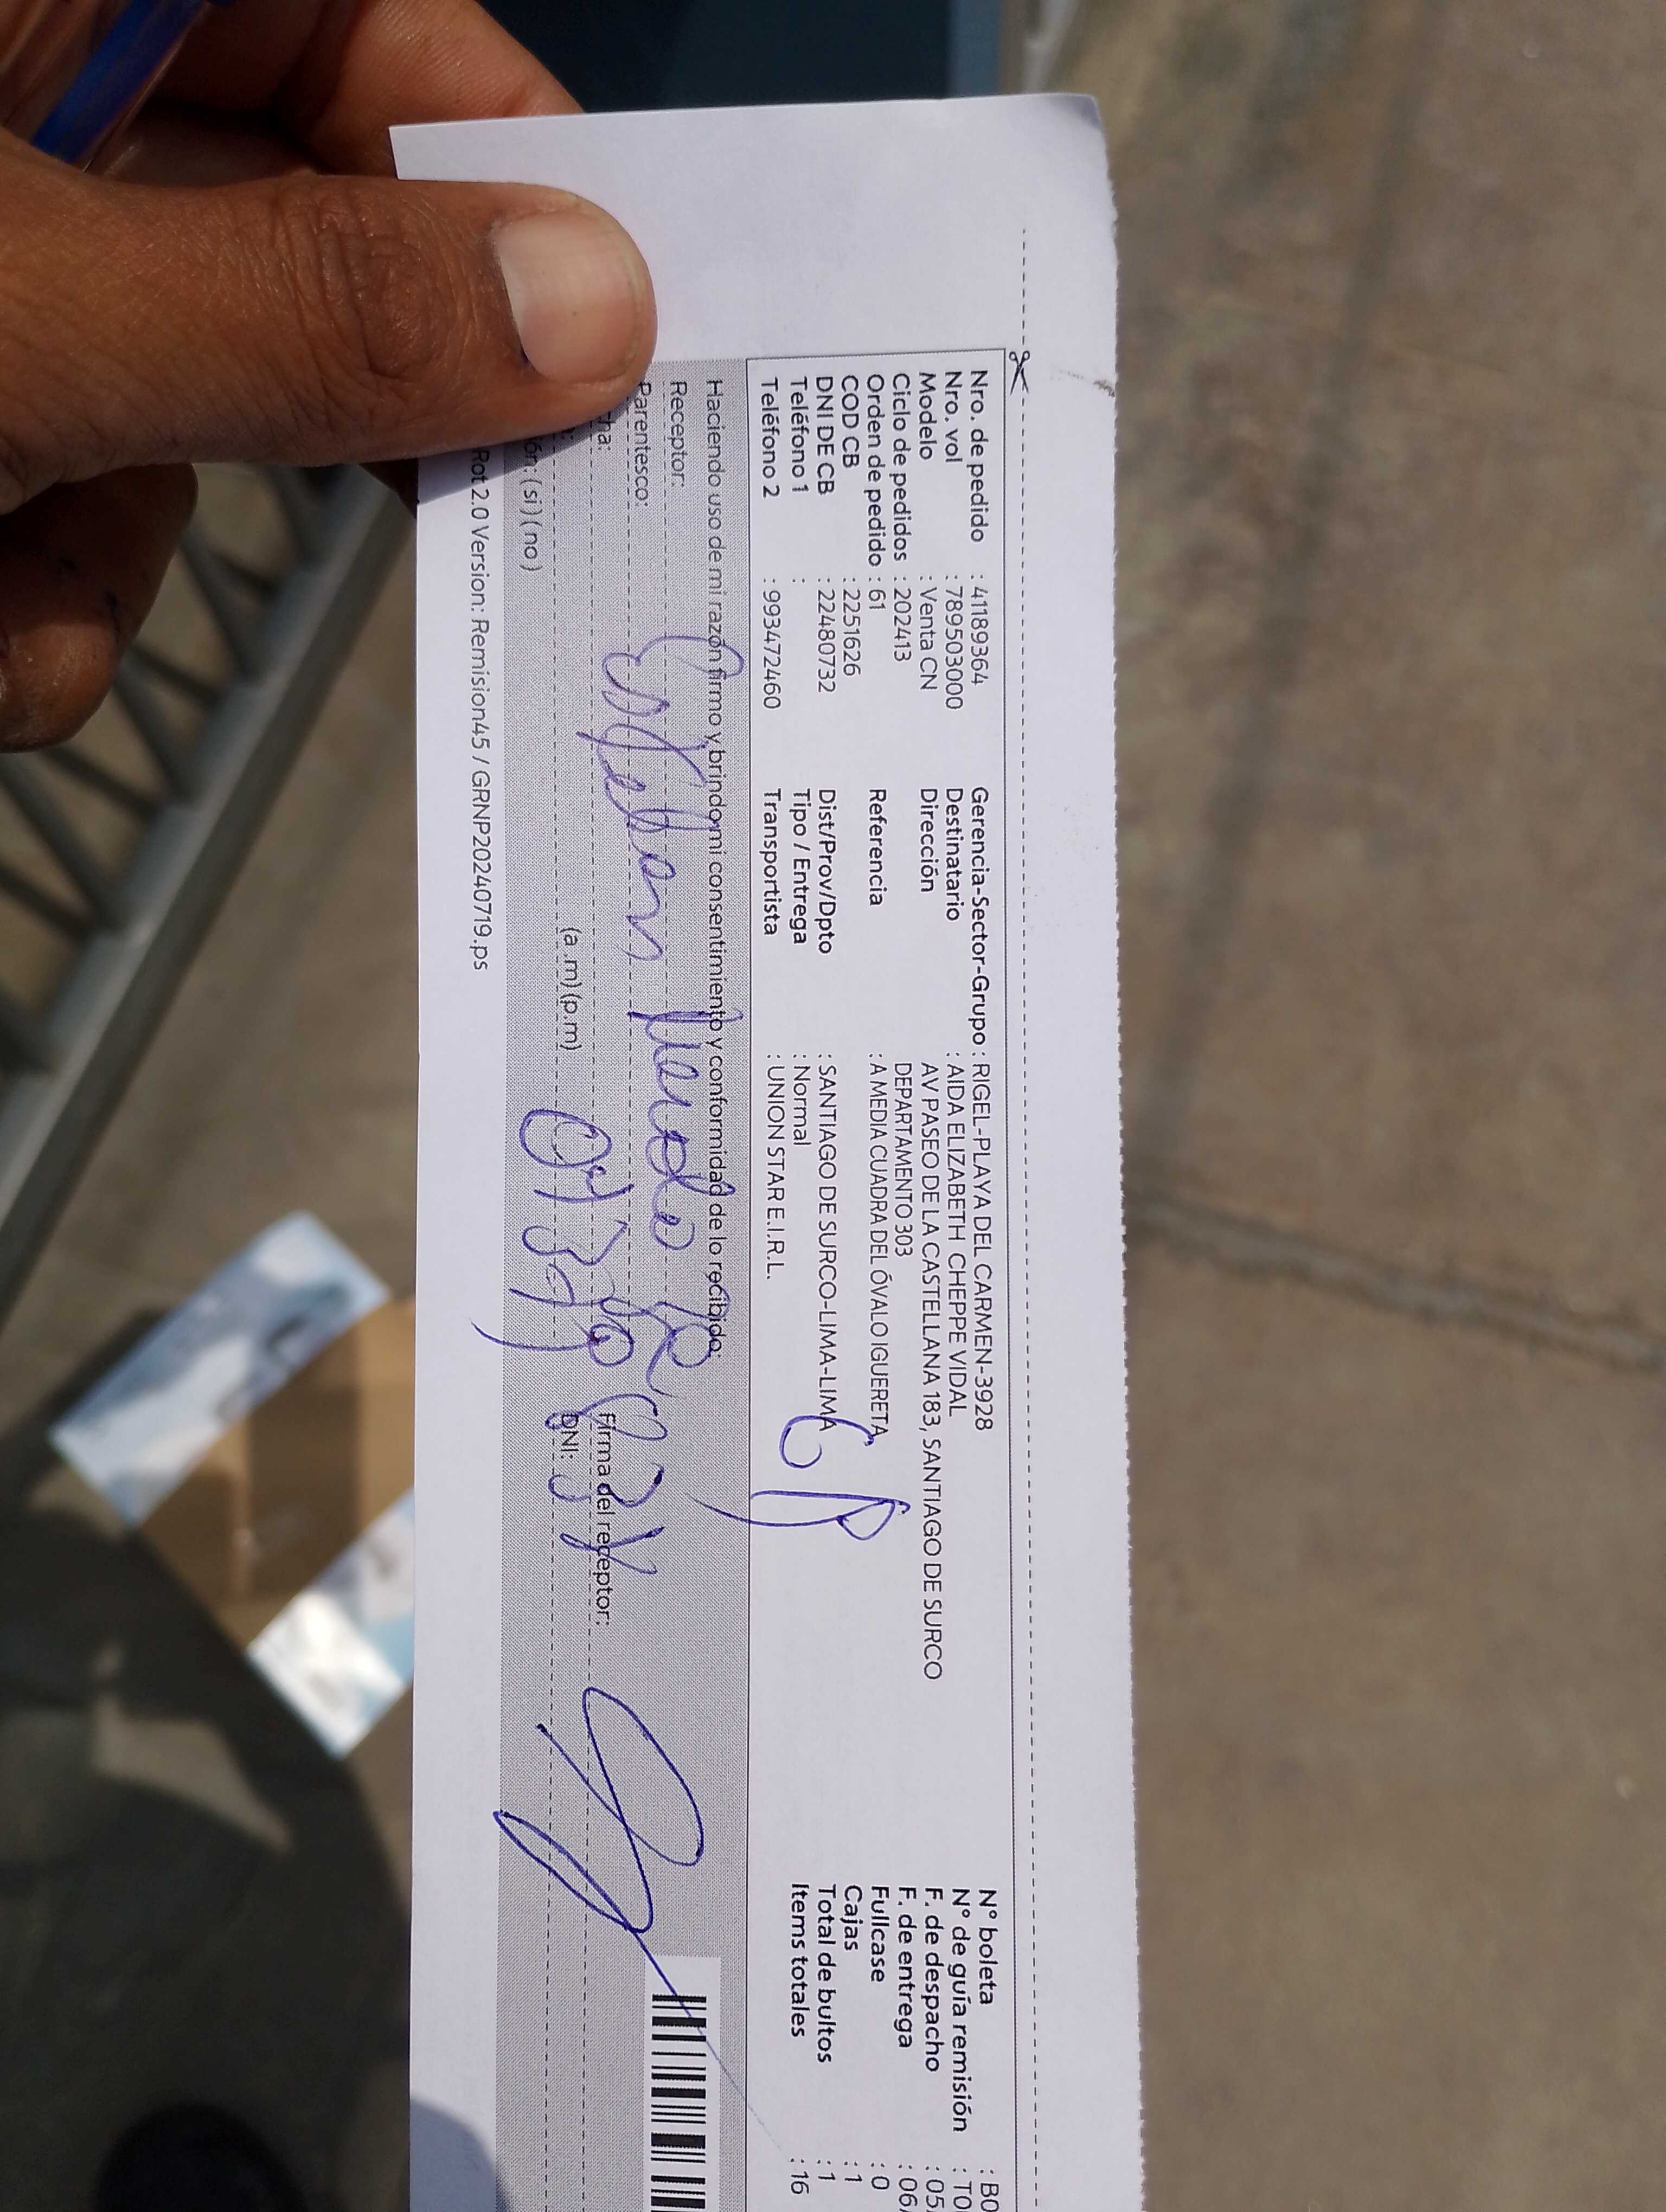 Nro. de pedido : 41189364
Nro. vol : 789503000
Modelo : Venta CN
Ciclo de pedidos : 202413
Orden de pedido : 61
COD CB : 2251626
DNI DE CB : 22480732
Teléfono 1 :
Teléfono 2 : 993472460
Gerencia-Sector-Grupo : RIGEL-PLAYA DEL CARMEN-3928
Destinatario : AIDA ELIZABETH CHEPPE VIDAL
Dirección AV PASEO DE LA CASTELLANA 183, SANTIAGO DE SURCO
DEPARTAMENTO 303
Referencia : A MEDIA CUADRA DEL ÓVALO IGUERETA
Dist/Prov/Dpto : SANTIAGO DE SURCO-LIMA-LIMA
Tipo / Entrega : Normal
Transportista : UNION STAR E.I.R.L.
N° boleta : B0
N° de guía remisión : T0
F. de despacho : 05
F. de entrega : 06
Fullcase : 0
Cajas : 1
Total de bultos : 1
Items totales : 16
Haciendo uso de mi razón firmo y brindo mi consentimiento y conformidad de lo recibido:
Receptor:
Parentesco:
(a .m) (p.m)
Firma del receptor:
DNI:
(si) (no)
Rot 2.0 Version: Remision45 / GRNP20240719.ps